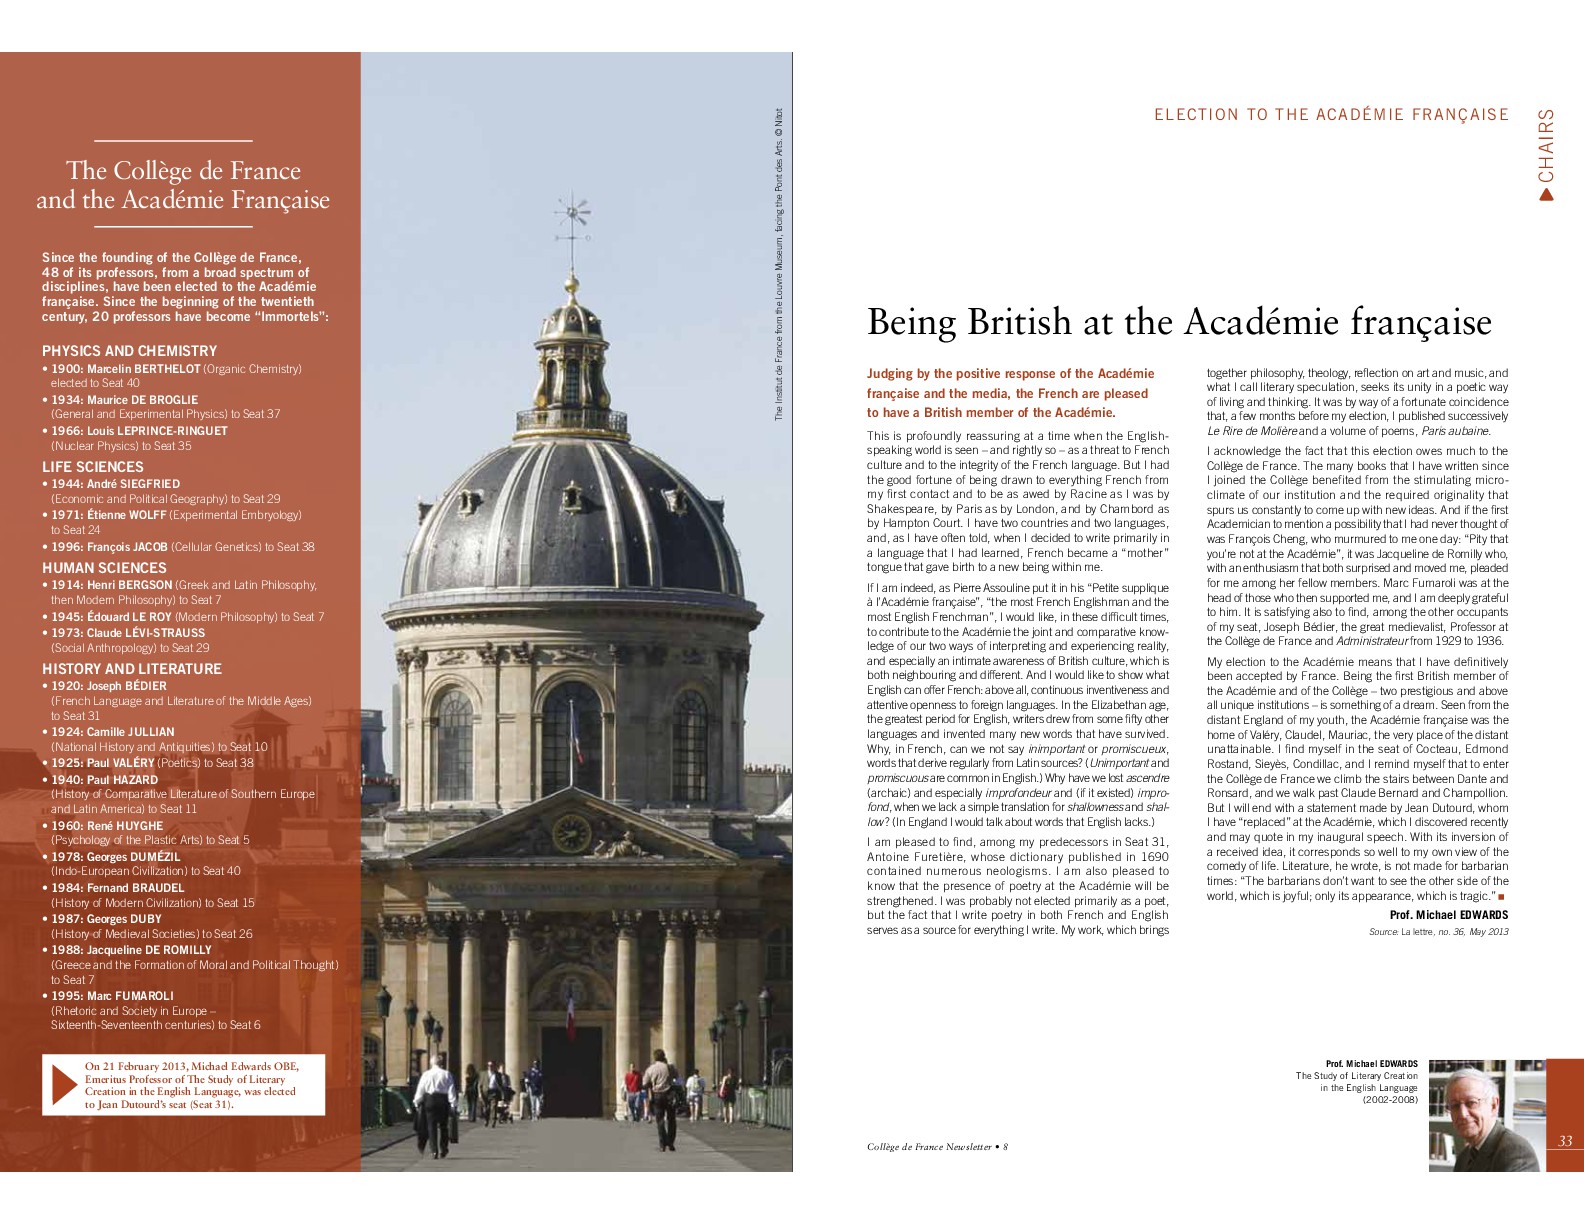 The Collège de France
and the Académie Française
Since the founding of the Collège de France,
48 of its professors, from a broad spectrum of
disciplines, have been elected to the Académie
française. Since the beginning of the twentieth
century, 20 professors have become “Immortels”:
PHYSICS AND CHEMISTRY
• 1900: Marcelin BERTHELOT (Organic Chemistry)
elected to Seat 40
• 1934: Maurice DE BROGLIE
(General and Experimental Physics) to Seat 37
• 1966: Louis LEPRINCE-RINGUET
(Nuclear Physics) to Seat 35
LIFE SCIENCES
• 1944: André SIEGFRIED
(Economic and Political Geography) to Seat 29
• 1971: Étienne WOLFF (Experimental Embryology)
to Seat 24
• 1996: François JACOB (Cellular Genetics) to Seat 38
HUMAN SCIENCES
• 1914: Henri BERGSON (Greek and Latin Philosophy,
then Modern Philosophy) to Seat 7
• 1945: Édouard LE ROY (Modern Philosophy) to Seat 7
• 1973: Claude LÉVI-STRAUSS
(Social Anthropology) to Seat 29
HISTORY AND LITERATURE
• 1920: Joseph BÉDIER
(French Language and Literature of the Middle Ages)
to Seat 31
• 1924: Camille JULLIAN
(National History and Antiquities) to Seat 10
• 1925: Paul VALÉRY (Poetics) to Seat 38
• 1940: Paul HAZARD
(History of Comparative Literature of Southern Europe
and Latin America) to Seat 11
• 1960: René HUYGHE
(Psychology of the Plastic Arts) to Seat 5
• 1978: Georges DUMÉZIL
(Indo-European Civilization) to Seat 40
• 1984: Fernand BRAUDEL
(History of Modern Civilization) to Seat 15
• 1987: Georges DUBY
(History of Medieval Societies) to Seat 26
• 1988: Jacqueline DE ROMILLY
(Greece and the Formation of Moral and Political Thought)
to Seat 7
• 1995: Marc FUMAROLI
(Rhetoric and Society in Europe –
Sixteenth-Seventeenth centuries) to Seat 6
On 21 February 2013, Michael Edwards OBE,
Emeritus Professor of The Study of Literary
Creation in the English Language, was elected
to Jean Dutourd’s seat (Seat 31).
The Institut de France from the Louvre Museum, facing the Pont des Arts. © Nitot
ELECTION TO THE ACADÉMIE FRANÇAISE
CHAIRS
Being British at the Académie française
Judging by the positive response of the Académie
française and the media, the French are pleased
to have a British member of the Académie.
This is profoundly reassuring at a time when the English-
speaking world is seen – and rightly so – as a threat to French
culture and to the integrity of the French language. But I had
the good fortune of being drawn to everything French from
my first contact and to be as awed by Racine as I was by
Shakespeare, by Paris as by London, and by Chambord as
by Hampton Court. I have two countries and two languages,
and, as I have often told, when I decided to write primarily in
a language that I had learned, French became a “mother”
tongue that gave birth to a new being within me.
If I am indeed, as Pierre Assouline put it in his “Petite supplique
à l’Académie française”, “the most French Englishman and the
most English Frenchman”, I would like, in these difficult times,
to contribute to the Académie the joint and comparative know-
ledge of our two ways of interpreting and experiencing reality,
and especially an intimate awareness of British culture, which is
both neighbouring and different. And I would like to show what
English can offer French: above all, continuous inventiveness and
attentive openness to foreign languages. In the Elizabethan age,
the greatest period for English, writers drew from some fifty other
languages and invented many new words that have survived.
Why, in French, can we not say inimportant or promiscueux,
words that derive regularly from Latin sources? (Unimportant and
promiscuous are common in English.) Why have we lost ascendre
(archaic) and especially improfondeur and (if it existed) impro-
fond, when we lack a simple translation for shallowness and shal-
low? (In England I would talk about words that English lacks.)
I am pleased to find, among my predecessors in Seat 31,
Antoine Furetière, whose dictionary published in 1690
contained numerous neologisms. I am also pleased to
know that the presence of poetry at the Académie will be
strengthened. I was probably not elected primarily as a poet,
but the fact that I write poetry in both French and English
serves as a source for everything I write. My work, which brings
together philosophy, theology, reflection on art and music, and
what I call literary speculation, seeks its unity in a poetic way
of living and thinking. It was by way of a fortunate coincidence
that, a few months before my election, I published successively
Le Rire de Molière and a volume of poems, Paris aubaine.
I acknowledge the fact that this election owes much to the
Collège de France. The many books that I have written since
I joined the Collège benefited from the stimulating micro-
climate of our institution and the required originality that
spurs us constantly to come up with new ideas. And if the first
Academician to mention a possibility that I had never thought of
was François Cheng, who murmured to me one day: “Pity that
you’re not at the Académie”, it was Jacqueline de Romilly who,
with an enthusiasm that both surprised and moved me, pleaded
for me among her fellow members. Marc Fumaroli was at the
head of those who then supported me, and I am deeply grateful
to him. It is satisfying also to find, among the other occupants
of my seat, Joseph Bédier, the great medievalist, Professor at
the Collège de France and Administrateur from 1929 to 1936.
My election to the Académie means that I have definitively
been accepted by France. Being the first British member of
the Académie and of the Collège – two prestigious and above
all unique institutions – is something of a dream. Seen from the
distant England of my youth, the Académie française was the
home of Valéry, Claudel, Mauriac, the very place of the distant
unattainable. I find myself in the seat of Cocteau, Edmond
Rostand, Sieyès, Condillac, and I remind myself that to enter
the Collège de France we climb the stairs between Dante and
Ronsard, and we walk past Claude Bernard and Champollion.
But I will end with a statement made by Jean Dutourd, whom
I have “replaced” at the Académie, which I discovered recently
and may quote in my inaugural speech. With its inversion of
a received idea, it corresponds so well to my own view of the
comedy of life. Literature, he wrote, is not made for barbarian
times: “The barbarians don’t want to see the other side of the
world, which is joyful; only its appearance, which is tragic.” ■
Prof. Michael EDWARDS
Source: La lettre, no. 36, May 2013
Prof. Michael EDWARDS
The Study of Literary Creation
in the English Language
(2002-2008)
Collège de France Newsletter • 8
33